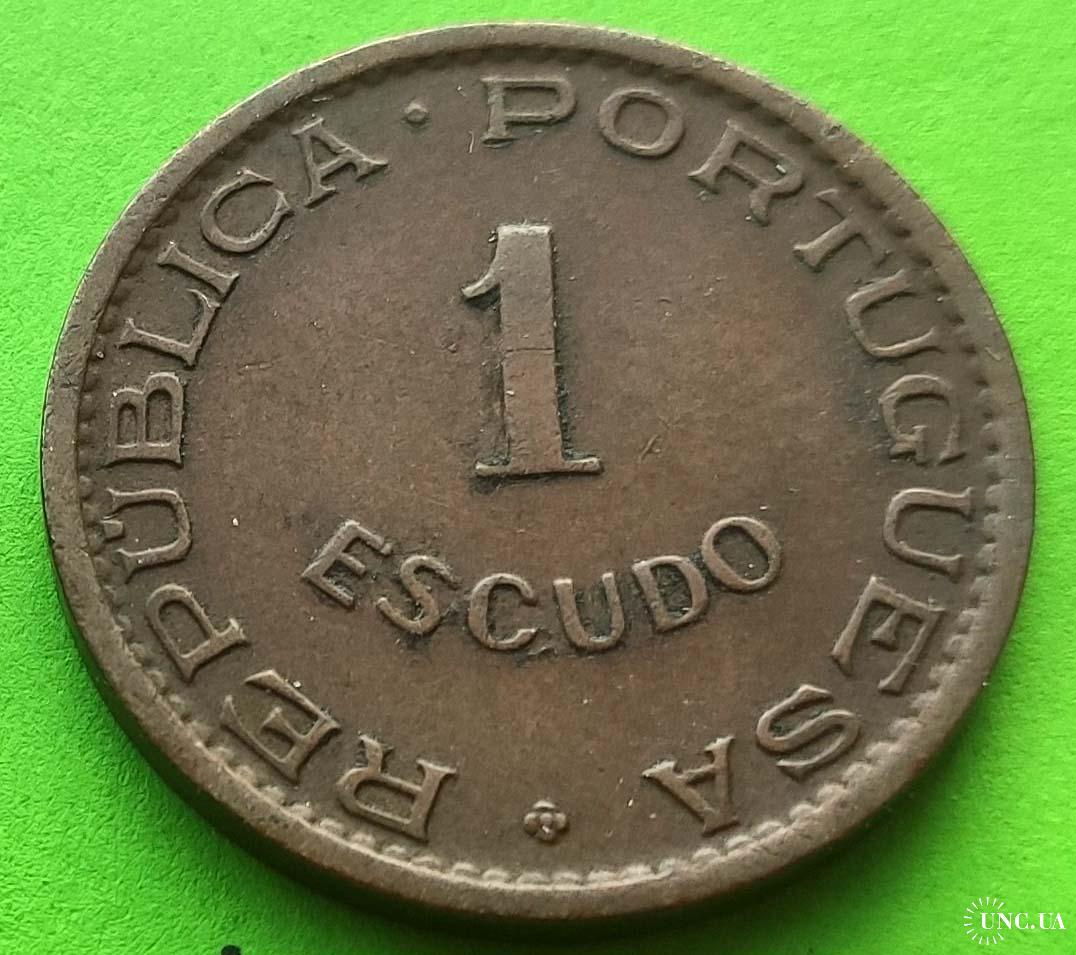 REPÚBLICA · PORTUGUESA
1
ESCUDO
UNC.UA